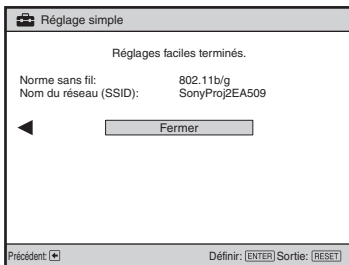 Réglage simple
Réglages faciles terminés.
Norme sans fil: 802.11b/g
Nom du réseau (SSID): SonyProj2EA509
Fermer
Précédent: Définir: ENTER Sortie: RESET